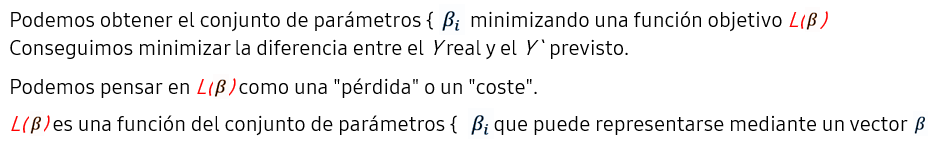 Podemos obtener el conjunto de parámetros { βi minimizando una función objetivo L(β)
Conseguimos minimizar la diferencia entre el Y real y el Y` previsto.
Podemos pensar en L(β) como una "pérdida" o un "coste".
L(β) es una función del conjunto de parámetros { βi que puede representarse mediante un vector β